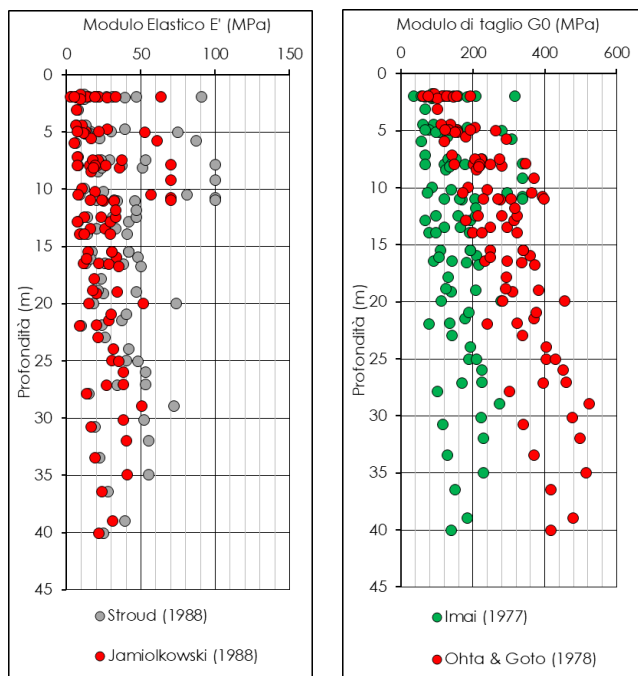 Modulo Elastico E' (MPa)
0 50 100 150
0
5
10
15
20
25
30
35
40
45
Profondità (m)
Stroud (1988)
Jamiolkowski (1988)
Modulo di taglio G0 (MPa)
0 200 400 600
0
5
10
15
20
25
30
35
40
45
Profondità (m)
Imai (1977)
Ohta & Goto (1978)